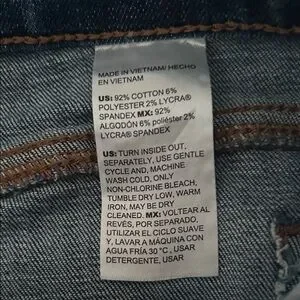 MADE IN VIETNAM/ HECHO
EN VIETNAM
US: 92% COTTON 6%
POLYESTER 2% LYCRA®
SPANDEX MX: 92%
ALGODÓN 6% poliéster 2%
LYCRA® SPANDEX
US: TURN INSIDE OUT,
SEPARATELY, USE GENTLE
CYCLE AND, MACHINE
WASH COLD, ONLY
NON-CHLORINE BLEACH,
TUMBLE DRY LOW, WARM
IRON, MAY BE DRY
CLEANED. MX: VOLTEAR AL
REVÉS, POR SEPARADO,
UTILIZAR EL CICLO SUAVE
Y, LAVAR A MÁQUINA CON
AGUA FRÍA 30 °C , USAR
DETERGENTE, USAR